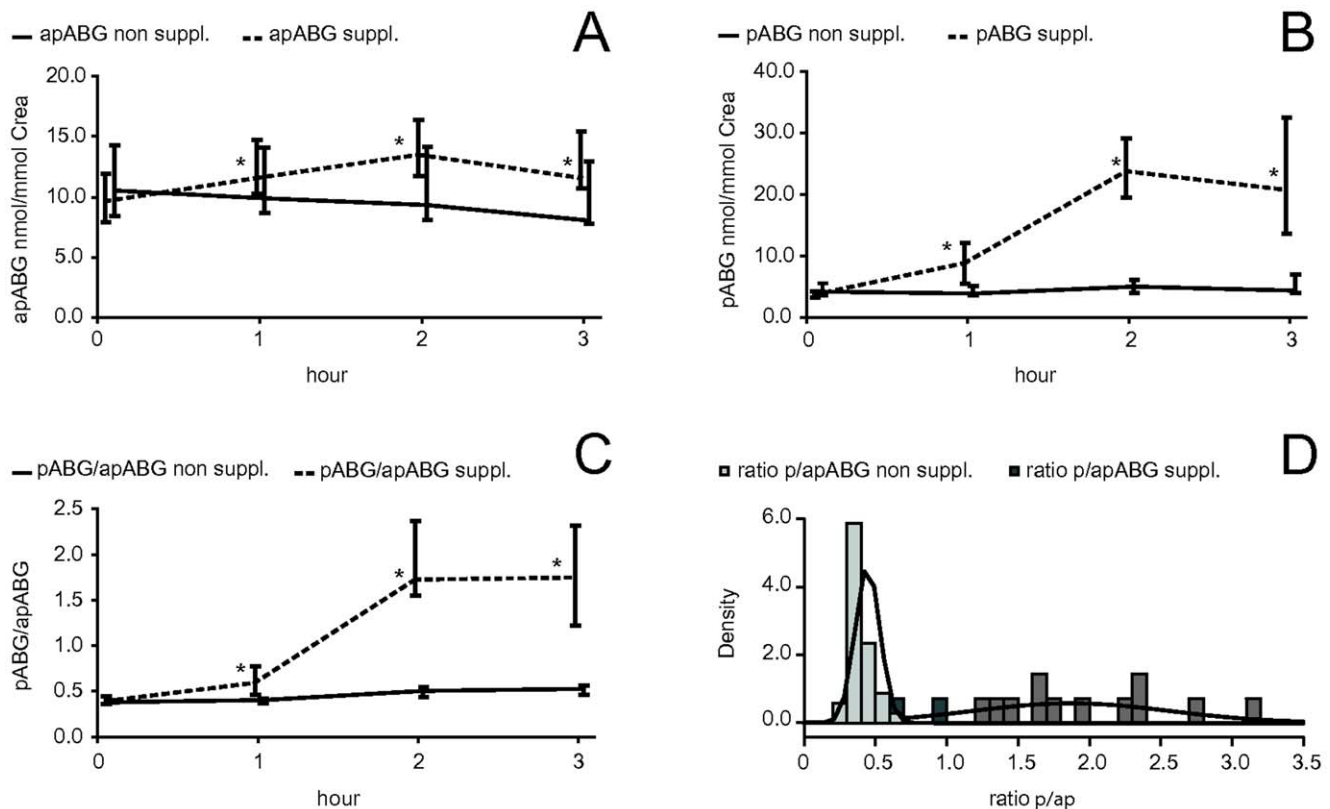 apABG non suppl. apABG suppl. A
20.0
15.0
10.0
5.0
0.0
apABG nmol/mmol Crea
* * *
0 1 2 3
hour
pABG non suppl. pABG suppl. B
40.0
30.0
20.0
10.0
0.0
pABG nmol/mmol Crea
* * *
0 1 2 3
hour
pABG/apABG non suppl. pABG/apABG suppl. C
2.5
2.0
1.5
1.0
0.5
0.0
pABG/apABG
* * *
0 1 2 3
hour
ratio p/apABG non suppl. ratio p/apABG suppl. D
6.0
4.0
2.0
0.0
Density
0 0.5 1.0 1.5 2.0 2.5 3.0 3.5
ratio p/ap